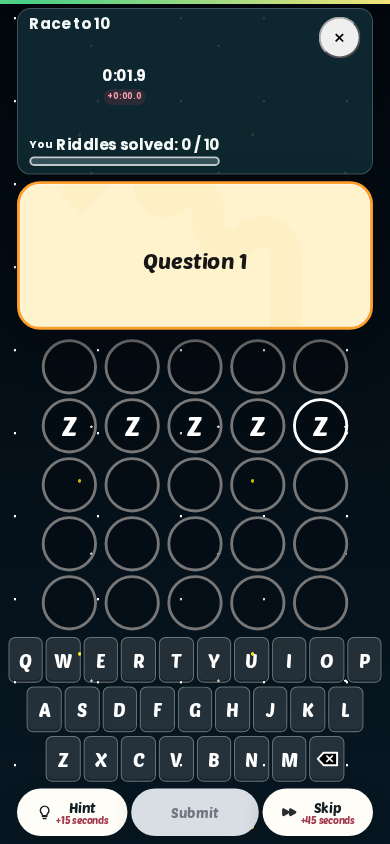 Race to 10
×
0:01.9
+0:00.0
You Riddles solved: 0 / 10
Question 1
Z Z Z Z Z
Q W E R T Y U I O P
A S D F G H J K L
Z X C V B N M
Hint
+15 seconds
Submit
Skip
+45 seconds